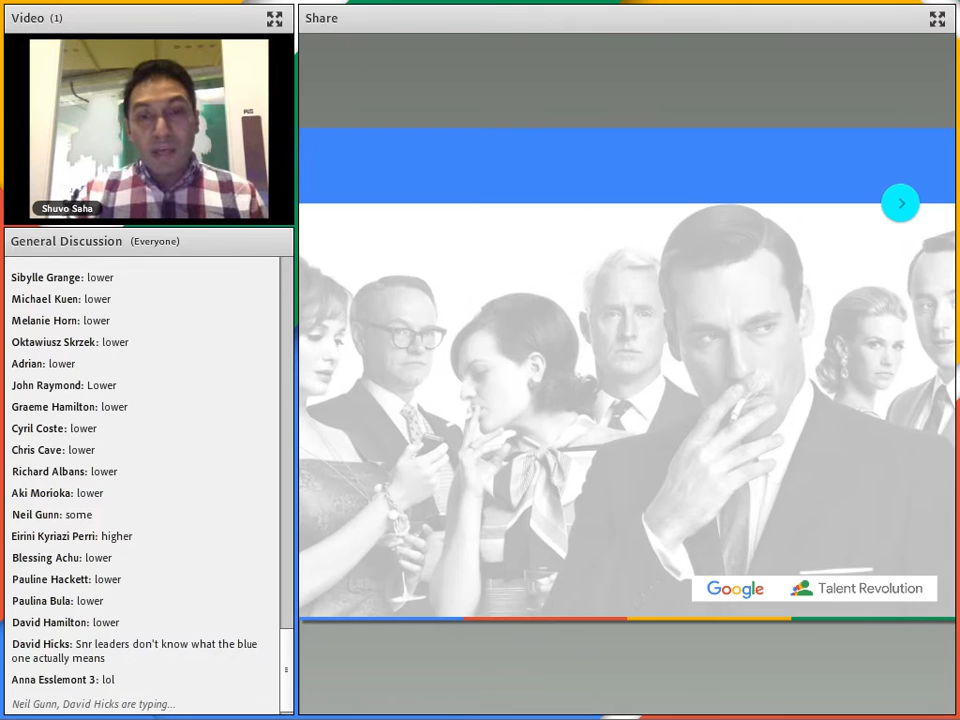 Video (1)
Shuvo Saha
General Discussion (Everyone)
Sibylle Grange: lower
Michael Kuen: lower
Melanie Horn: lower
Oktawiusz Skrzek: lower
Adrian: lower
John Raymond: Lower
Graeme Hamilton: lower
Cyril Coste: lower
Chris Cave: lower
Richard Albans: lower
Aki Morioka: lower
Neil Gunn: some
Eirini Kyriazi Perri: higher
Blessing Achu: lower
Pauline Hackett: lower
Paulina Bula: lower
David Hamilton: lower
David Hicks: Snr leaders don't know what the blue
one actually means
Anna Esslemont 3: lol
Neil Gunn, David Hicks are typing...
Share
Google Talent Revolution